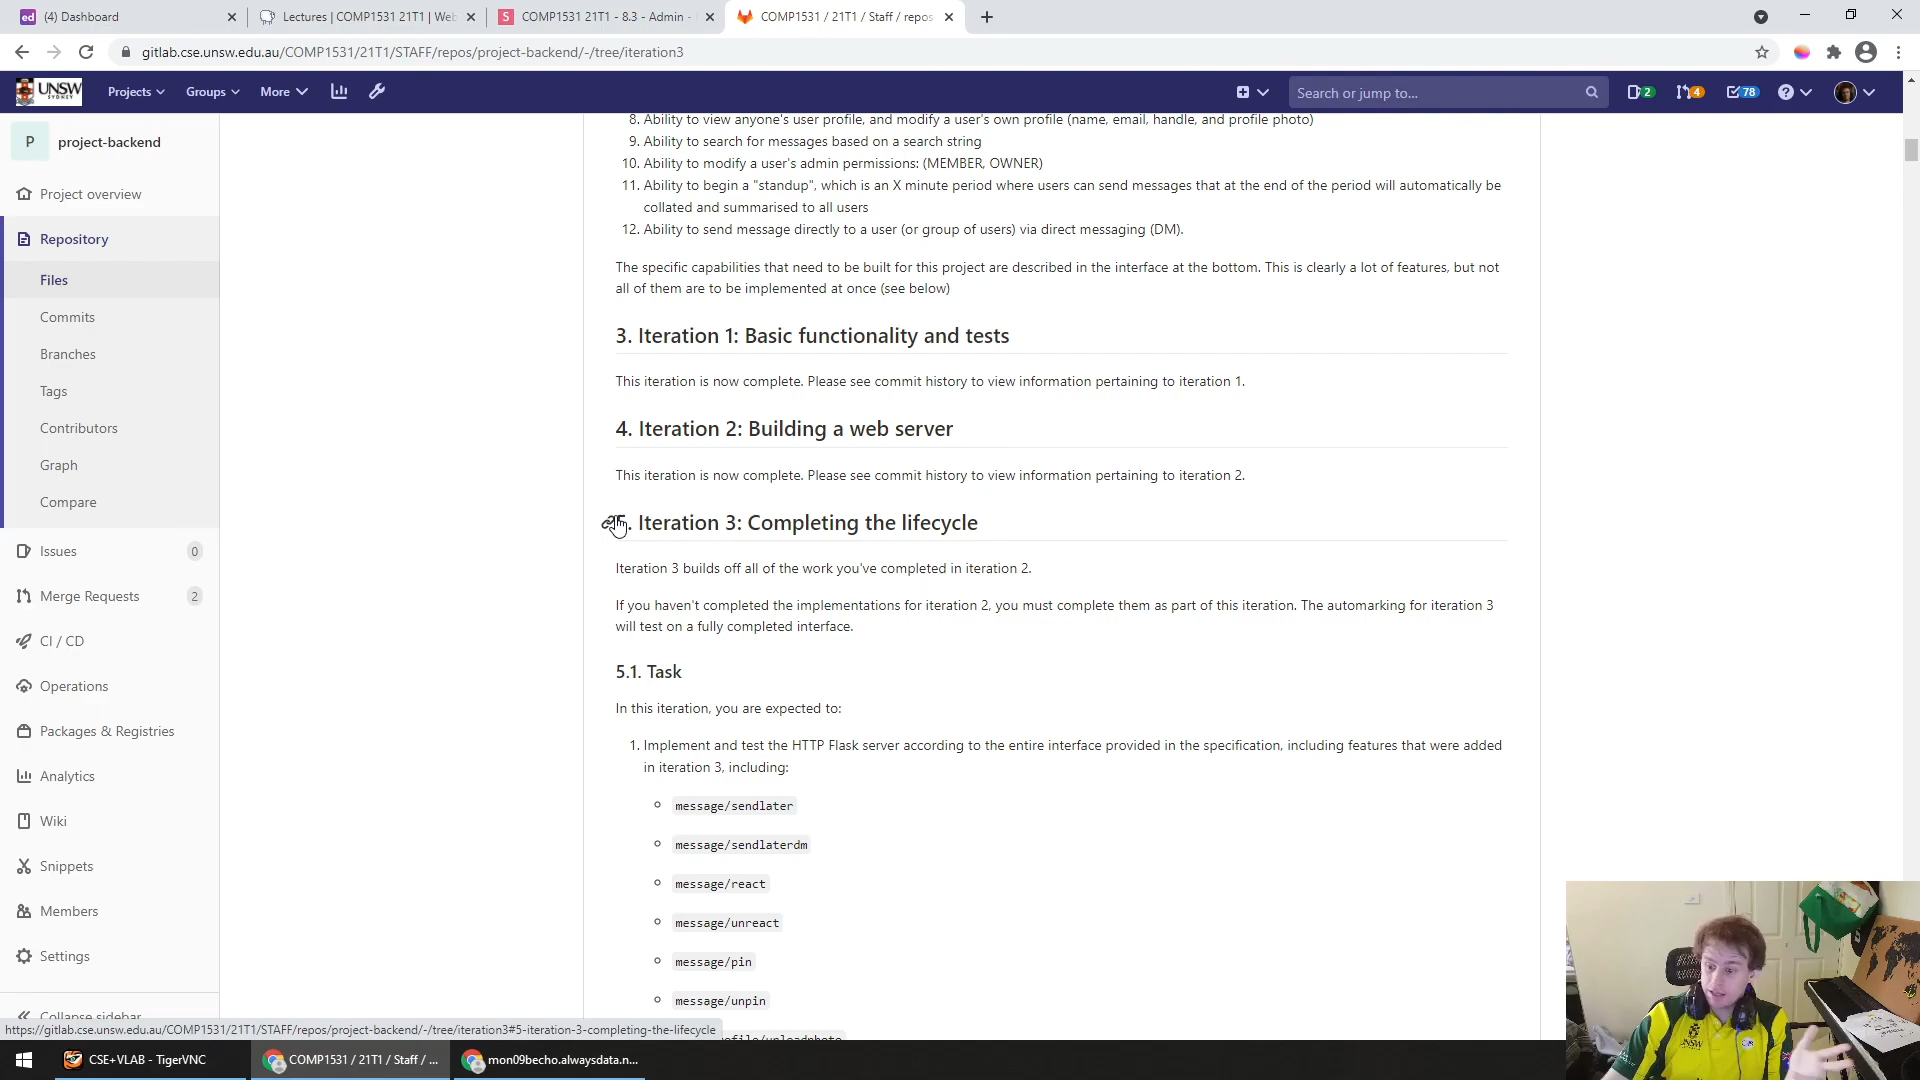 (4) Dashboard
Lectures | COMP1531 21T1 | Web
COMP1531 21T1 - 8.3 - Admin -
COMP1531 / 21T1 / Staff / repos
gitlab.cse.unsw.edu.au/COMP1531/21T1/STAFF/repos/project-backend/-/tree/iteration3
UNSW
SYDNEY
Projects
Groups
More
Search or jump to...
2
4
78
P
project-backend
Project overview
Repository
Files
Commits
Branches
Tags
Contributors
Graph
Compare
Issues
0
Merge Requests
2
CI / CD
Operations
Packages & Registries
Analytics
Wiki
Snippets
Members
Settings
Collapse sidebar
8. Ability to view anyone's user profile, and modify a user's own profile (name, email, handle, and profile photo)
9. Ability to search for messages based on a search string
10. Ability to modify a user's admin permissions: (MEMBER, OWNER)
11. Ability to begin a "standup", which is an X minute period where users can send messages that at the end of the period will automatically be
collated and summarised to all users
12. Ability to send message directly to a user (or group of users) via direct messaging (DM).
The specific capabilities that need to be built for this project are described in the interface at the bottom. This is clearly a lot of features, but not
all of them are to be implemented at once (see below)
3. Iteration 1: Basic functionality and tests
This iteration is now complete. Please see commit history to view information pertaining to iteration 1.
4. Iteration 2: Building a web server
This iteration is now complete. Please see commit history to view information pertaining to iteration 2.
5. Iteration 3: Completing the lifecycle
Iteration 3 builds off all of the work you've completed in iteration 2.
If you haven't completed the implementations for iteration 2, you must complete them as part of this iteration. The automarking for iteration 3
will test on a fully completed interface.
5.1. Task
In this iteration, you are expected to:
1. Implement and test the HTTP Flask server according to the entire interface provided in the specification, including features that were added
in iteration 3, including:
message/sendlater
message/sendlaterdm
message/react
message/unreact
message/pin
message/unpin
https://gitlab.cse.unsw.edu.au/COMP1531/21T1/STAFF/repos/project-backend/-/tree/iteration3#5-iteration-3-completing-the-lifecycle
CSE+VLAB - TigerVNC
COMP1531 / 21T1 / Staff / ...
mon09becho.alwaysdata.n...
UNSW